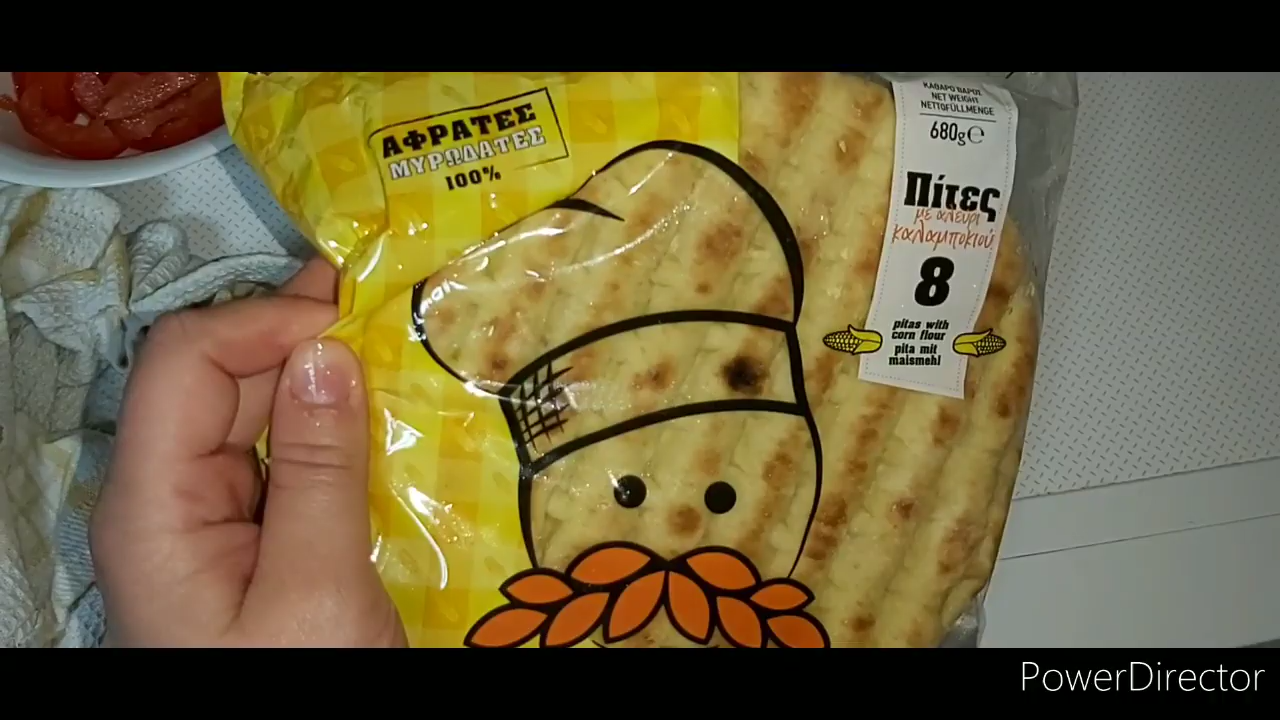 ΑΦΡΑΤΕΣ
ΜΥΡΩΔΑΤΕΣ
100%
ΚΑΘΑΡΟ ΒΑΡΟΣ
NET WEIGHT
NETTOFÜLLMENGE
680g℮
Πίτες
με αλεύρι
καλαμποκιού
8
pitas with
corn flour
pita mit
maismehl
PowerDirector